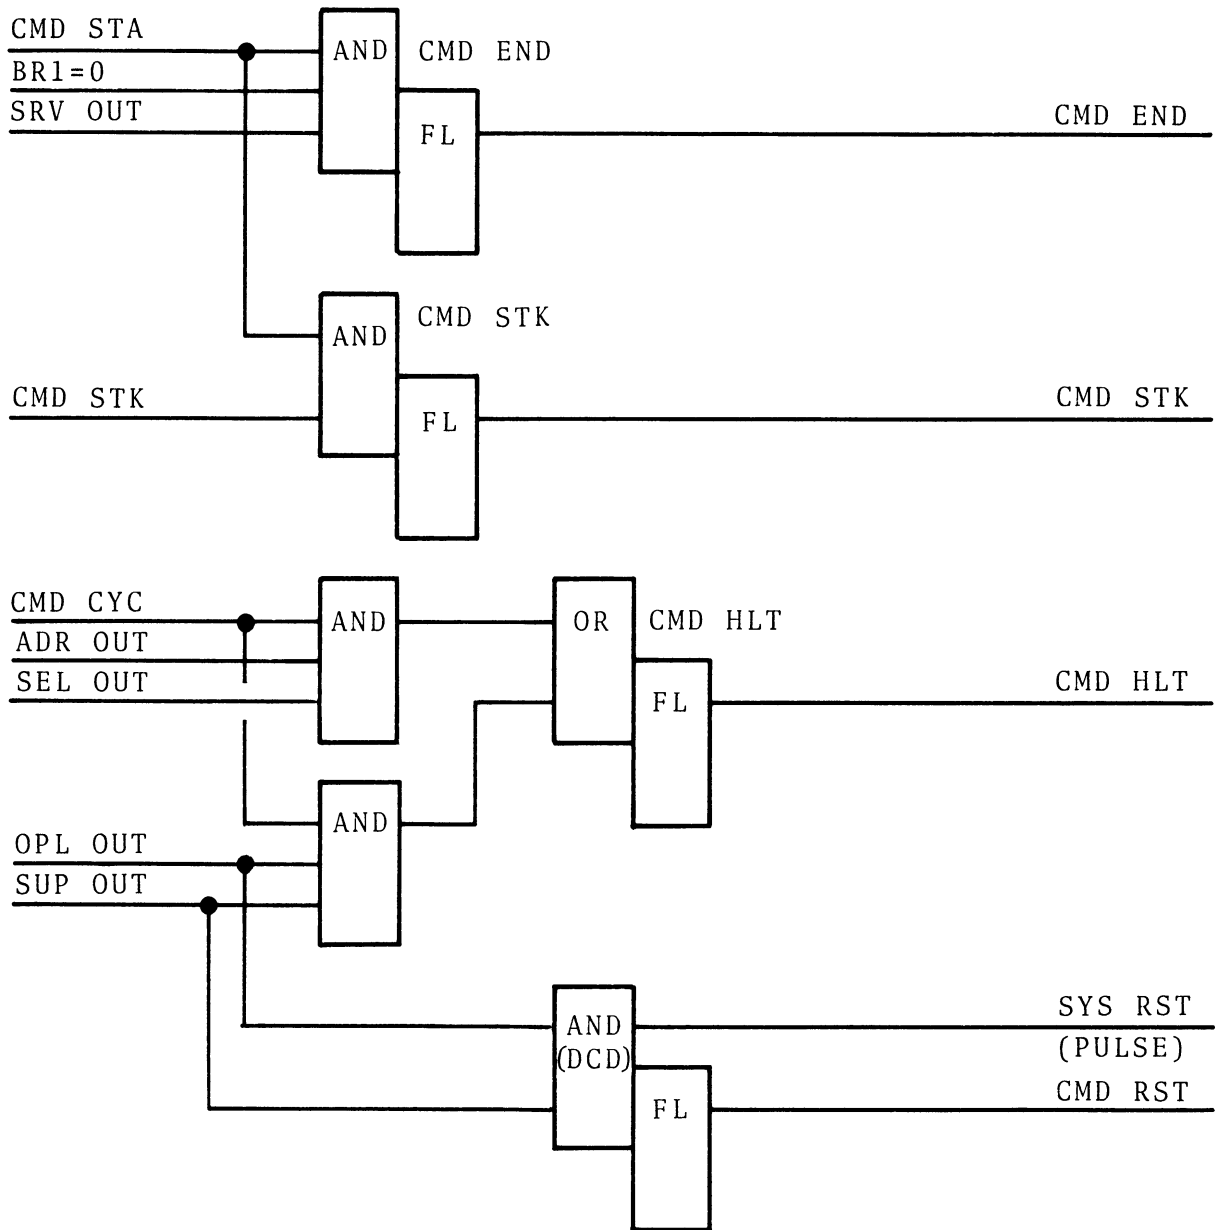 CMD STA
AND
CMD END
BR1=0
SRV OUT
FL
CMD END
AND
CMD STK
CMD STK
FL
CMD STK
CMD CYC
AND
OR
CMD HLT
ADR OUT
SEL OUT
FL
CMD HLT
AND
OPL OUT
SUP OUT
AND
(DCD)
SYS RST
(PULSE)
FL
CMD RST